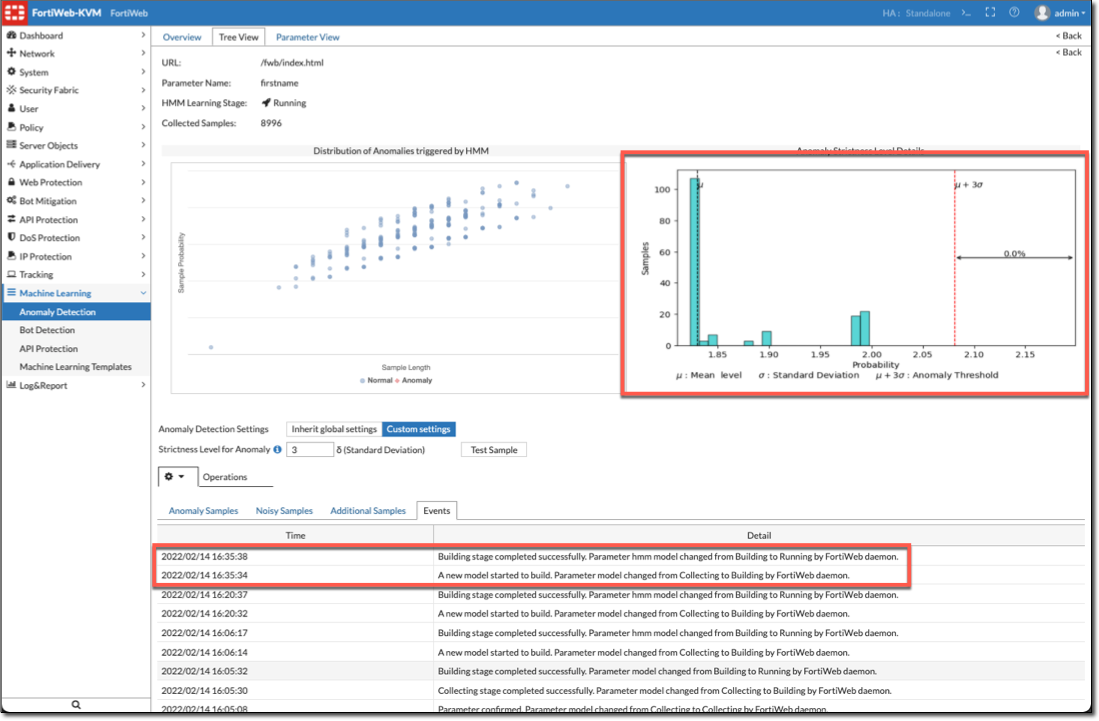 FortiWeb-KVM FortiWeb HA : Standalone >_ admin
Dashboard
Network
System
Security Fabric
User
Policy
Server Objects
Application Delivery
Web Protection
Bot Mitigation
API Protection
DoS Protection
IP Protection
Tracking
Machine Learning
Anomaly Detection
Bot Detection
API Protection
Machine Learning Templates
Log&Report
Overview Tree View Parameter View < Back
< Back
URL: /fwb/index.html
Parameter Name: firstname
HMM Learning Stage: Running
Collected Samples: 8996
Distribution of Anomalies triggered by HMM
Sample Probability
Sample Length
Normal Anomaly
Anomaly Strictness Level Details
Samples
100
80
60
40
20
0
μ
μ + 3σ
0.0%
1.85 1.90 1.95 2.00 2.05 2.10 2.15
Probability
μ : Mean level σ : Standard Deviation μ + 3σ : Anomaly Threshold
Anomaly Detection Settings Inherit global settings Custom settings
Strictness Level for Anomaly 3 δ (Standard Deviation) Test Sample
Operations
Anomaly Samples Noisy Samples Additional Samples Events
Time Detail
2022/02/14 16:35:38 Building stage completed successfully. Parameter hmm model changed from Building to Running by FortiWeb daemon.
2022/02/14 16:35:34 A new model started to build. Parameter model changed from Collecting to Building by FortiWeb daemon.
2022/02/14 16:20:37 Building stage completed successfully. Parameter hmm model changed from Building to Running by FortiWeb daemon.
2022/02/14 16:20:32 A new model started to build. Parameter model changed from Collecting to Building by FortiWeb daemon.
2022/02/14 16:06:17 Building stage completed successfully. Parameter hmm model changed from Building to Running by FortiWeb daemon.
2022/02/14 16:06:14 A new model started to build. Parameter model changed from Collecting to Building by FortiWeb daemon.
2022/02/14 16:05:32 Building stage completed successfully. Parameter model changed from Building to Running by FortiWeb daemon.
2022/02/14 16:05:30 Collecting stage completed successfully. Parameter model changed from Collecting to Building by FortiWeb daemon.
2022/02/14 16:05:08 Parameter confirmed. Parameter model changed from Collecting to Collecting by FortiWeb daemon.